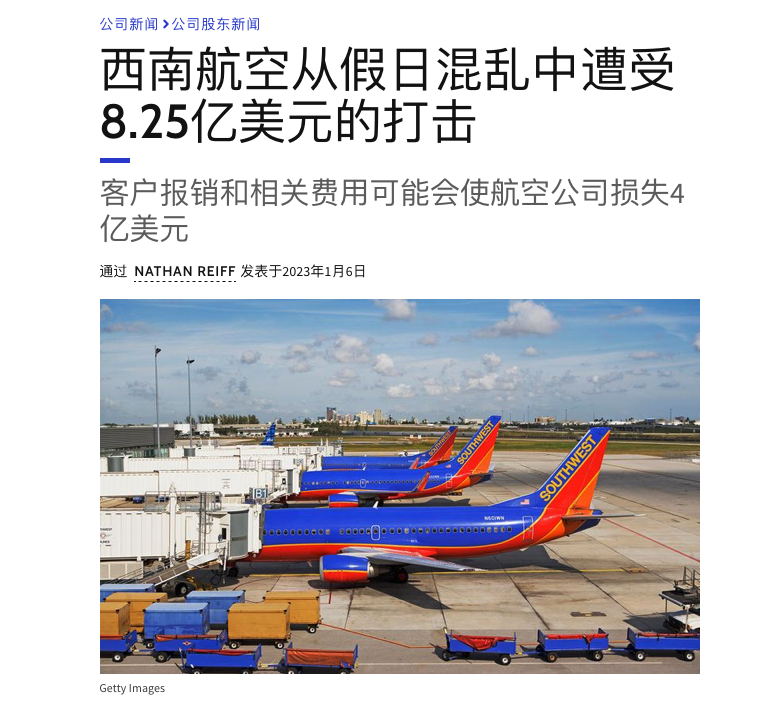 公司新闻 > 公司股东新闻
西南航空从假日混乱中遭受
8.25亿美元的打击
客户报销和相关费用可能会使航空公司损失4
亿美元
通过 NATHAN REIFF 发表于2023年1月6日
SOUTHWEST
SOUTHWEST
SOUTHWEST
N601WN
B1
Getty Images